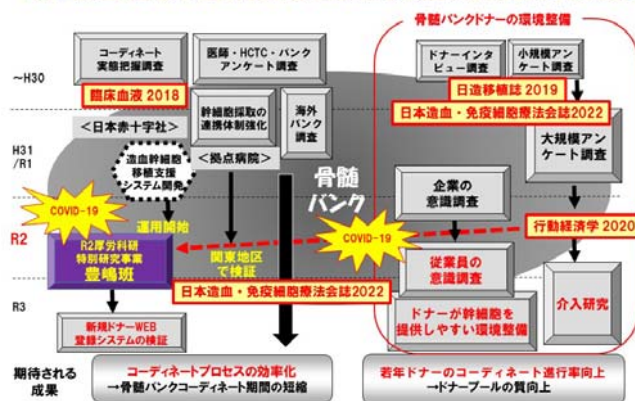 骨髄バンクドナーの環境整備
コーディネート
実態把握調査
医師・HCTC・バンク
アンケート調査
ドナーインタ
ビュー調査
小規模アン
ケート調査
～H30
臨床血液 2018
日造移植誌 2019
日本造血・免疫細胞療法会誌2022
＜日本赤十字社＞
幹細胞採取の
連携体制強化
海外
バンク
調査
大規模アン
ケート調査
H31
/R1
造血幹細胞
移植支援
システム開発
＜拠点病院＞
骨髄
バンク
企業の
意識調査
COVID-19
運用開始
COVID-19
行動経済学 2020
R2
R2厚労科研
特別研究事業
豊嶋班
関東地区
で検証
従業員の
意識調査
日本造血・免疫細胞療法会誌2022
R3
新規ドナーWEB
登録システムの検証
ドナーが幹細胞を
提供しやすい環境整備
介入研究
期待される
成果
コーディネートプロセスの効率化
→骨髄バンクコーディネート期間の短縮
若年ドナーのコーディネート進行率向上
→ドナープールの質向上